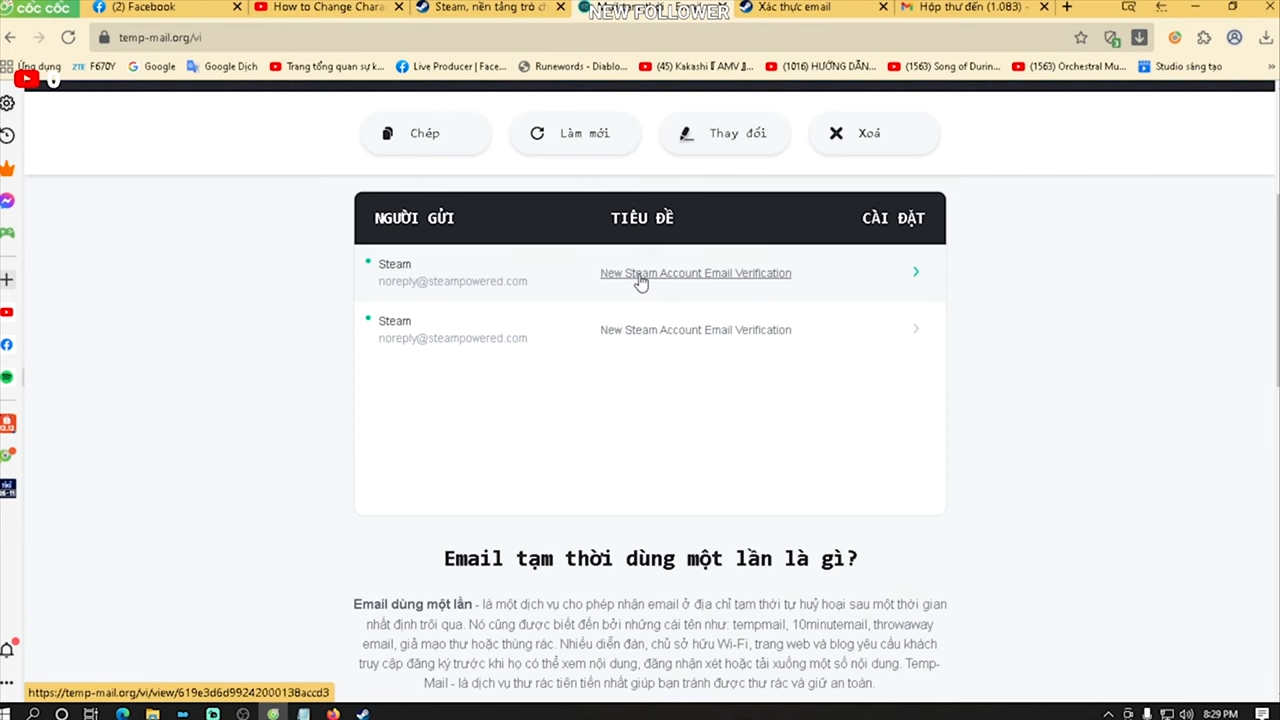 CỐC CỐC
(2) Facebook
How to Change Chara
Steam, nền tảng trò ch
NEW FOLLOWER
Xác thực email
Hộp thư đến (1.083) -
temp-mail.org/vi
3
Ứng dụng
ZTE F670Y
Google
Google Dịch
Trang tổng quan sự k...
Live Producer | Face...
Runewords - Diablo...
(45) Kakashi『 AMV 』...
(1016) HƯỚNG DẪN...
(1563) Song of Durin...
(1563) Orchestral Mu...
Studio sáng tạo
»
Chép
Làm mới
Thay đổi
Xoá
NGƯỜI GỬI
TIÊU ĐỀ
CÀI ĐẶT
Steam
noreply@steampowered.com
New Steam Account Email Verification
Steam
noreply@steampowered.com
New Steam Account Email Verification
Email tạm thời dùng một lần là gì?
Email dùng một lần - là một dịch vụ cho phép nhận email ở địa chỉ tạm thời tự huỷ hoại sau một thời gian
nhất định trôi qua. Nó cũng được biết đến bởi những cái tên như: tempmail, 10minutemail, throwaway
email, giả mạo thư hoặc thùng rác. Nhiều diễn đàn, chủ sở hữu Wi-Fi, trang web và blog yêu cầu khách
truy cập đăng ký trước khi họ có thể xem nội dung, đăng nhận xét hoặc tải xuống một số nội dung. Temp-
Mail - là dịch vụ thư rác tiên tiến nhất giúp bạn tránh được thư rác và giữ an toàn.
https://temp-mail.org/vi/view/619e3d6d99242000138accd3
8:29 PM